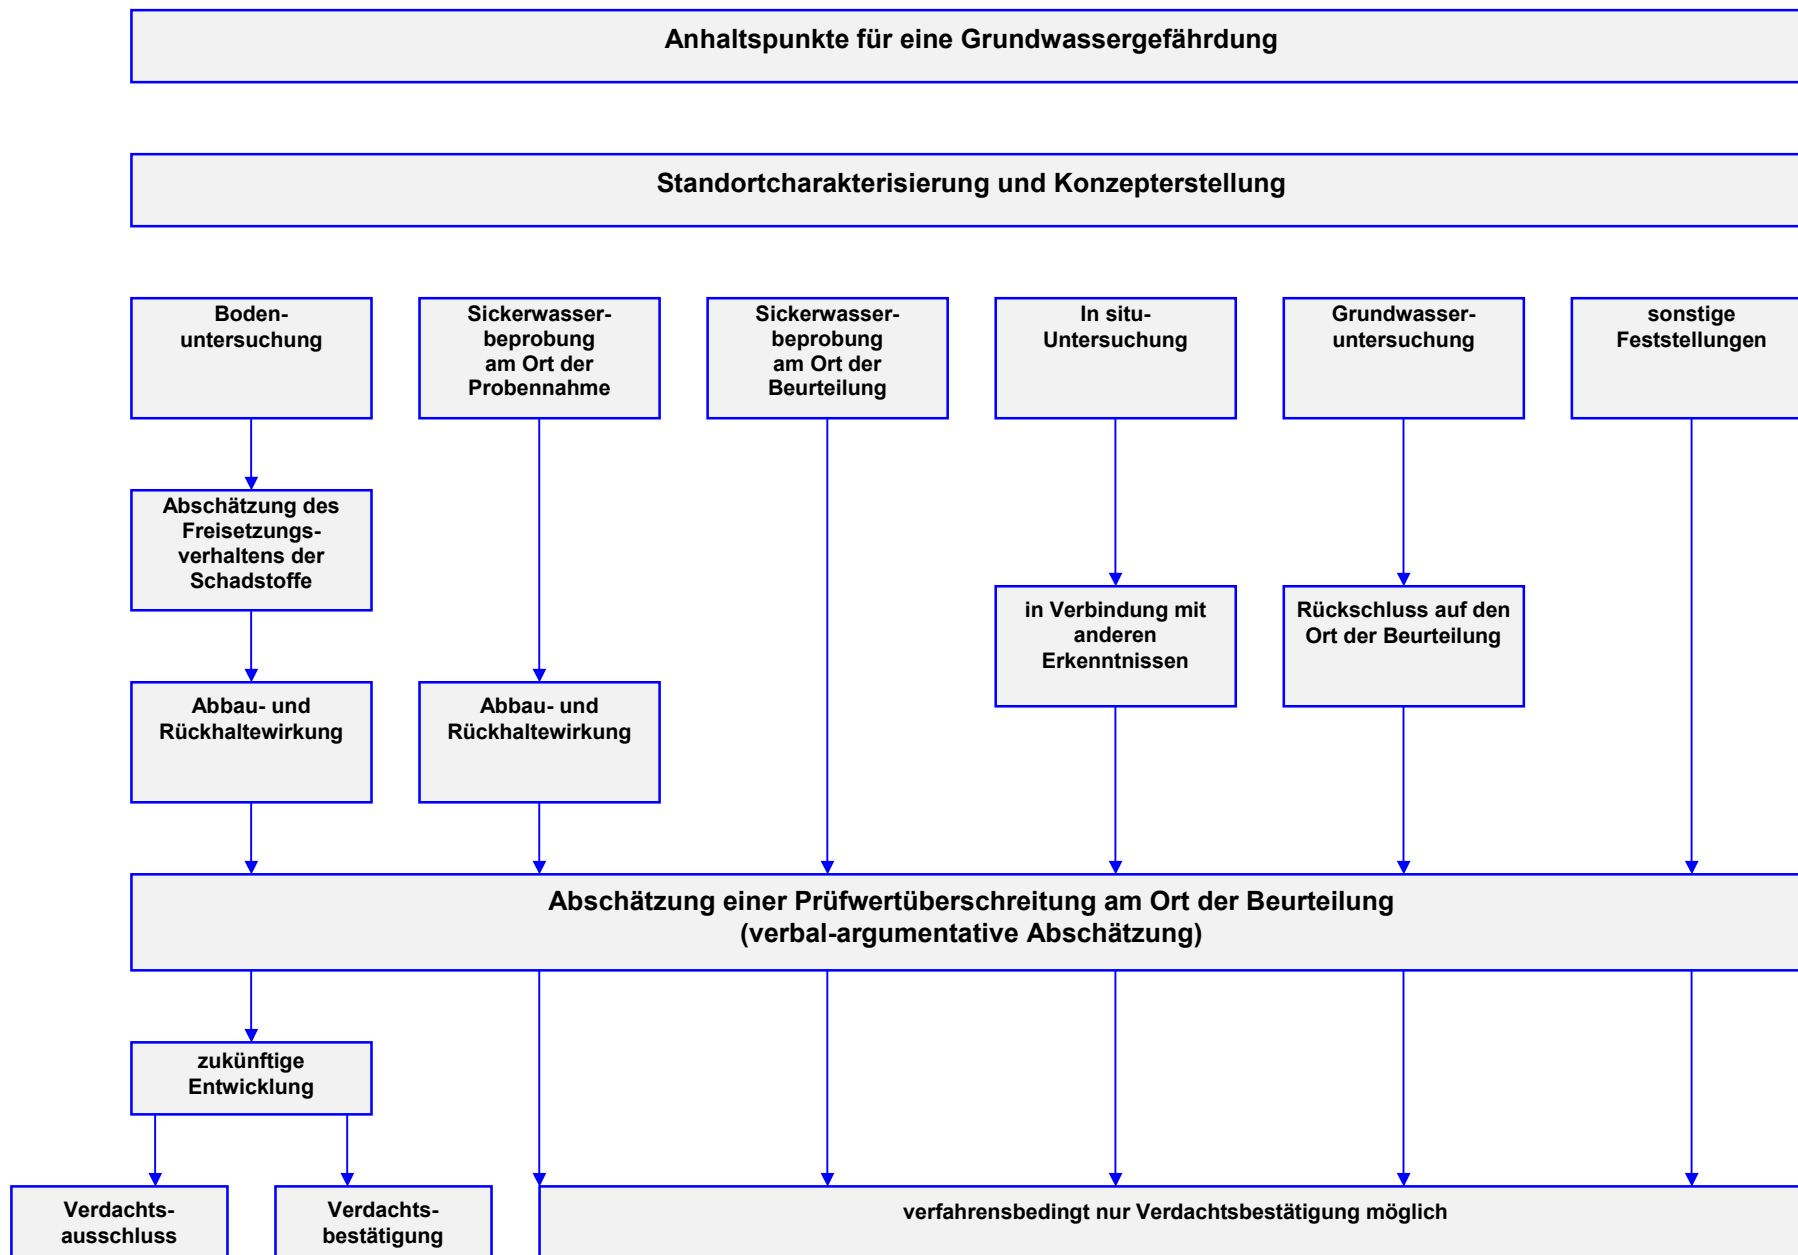 Anhaltspunkte für eine Grundwassergefährdung
Standortcharakterisierung und Konzepterstellung
Boden-
untersuchung
Sickerwasser-
beprobung
am Ort der
Probennahme
Sickerwasser-
beprobung
am Ort der
Beurteilung
In situ-
Untersuchung
Grundwasser-
untersuchung
sonstige
Feststellungen
Abschätzung des
Freisetzungs-
verhaltens der
Schadstoffe
in Verbindung mit
anderen
Erkenntnissen
Rückschluss auf den
Ort der Beurteilung
Abbau- und
Rückhaltewirkung
Abbau- und
Rückhaltewirkung
Abschätzung einer Prüfwertüberschreitung am Ort der Beurteilung
(verbal-argumentative Abschätzung)
zukünftige
Entwicklung
Verdachts-
ausschluss
Verdachts-
bestätigung
verfahrensbedingt nur Verdachtsbestätigung möglich